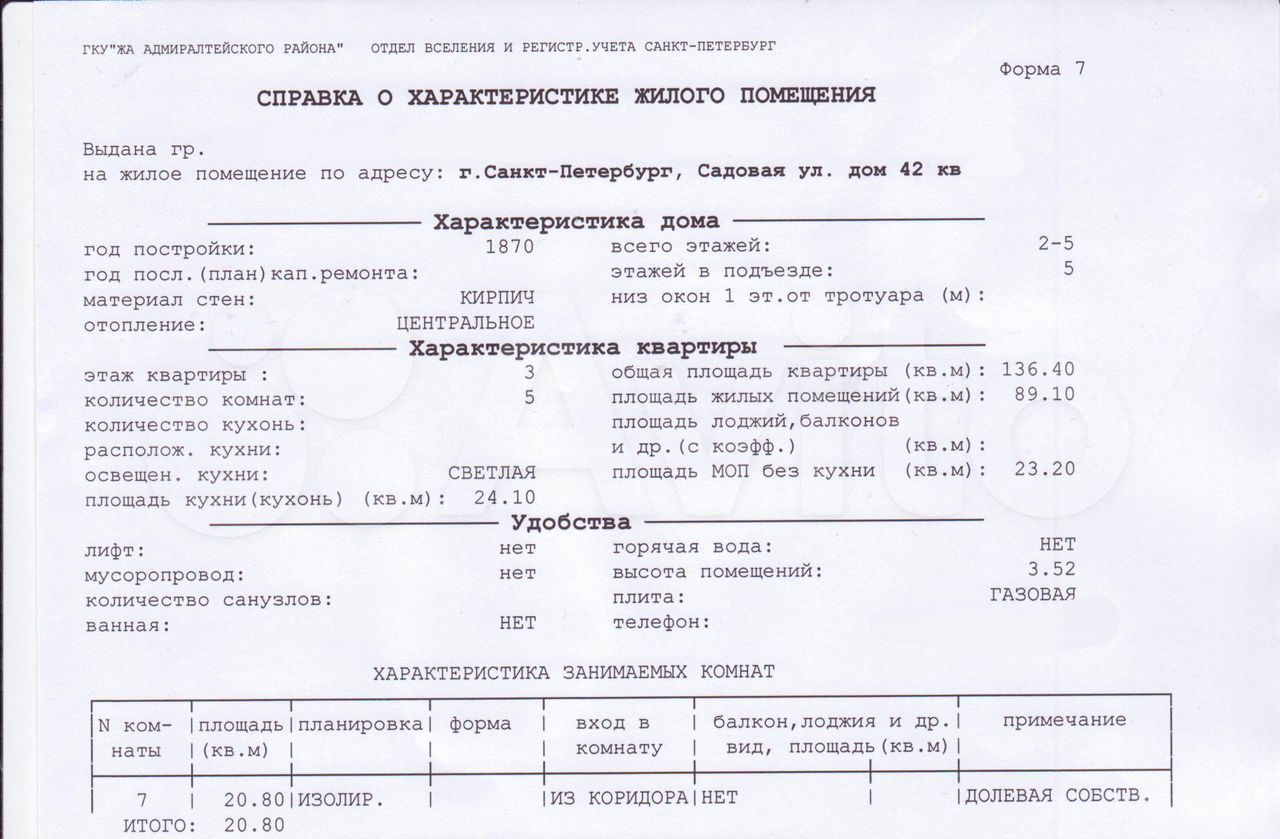 ГКУ"ЖА АДМИРАЛТЕЙСКОГО РАЙОНА" ОТДЕЛ ВСЕЛЕНИЯ И РЕГИСТР.УЧЕТА САНКТ-ПЕТЕРБУРГ
Форма 7
СПРАВКА О ХАРАКТЕРИСТИКЕ ЖИЛОГО ПОМЕЩЕНИЯ
Выдана гр.
на жилое помещение по адресу: г.Санкт-Петербург, Садовая ул. дом 42 кв
Характеристика дома
год постройки: 1870 всего этажей: 2-5
год посл.(план)кап.ремонта: этажей в подъезде: 5
материал стен: КИРПИЧ низ окон 1 эт.от тротуара (м):
отопление: ЦЕНТРАЛЬНОЕ
Характеристика квартиры
этаж квартиры : 3 общая площадь квартиры (кв.м): 136.40
количество комнат: 5 площадь жилых помещений(кв.м): 89.10
количество кухонь: площадь лоджий,балконов
располож. кухни: и др.(с коэфф.) (кв.м):
освещен. кухни: СВЕТЛАЯ площадь МОП без кухни (кв.м): 23.20
площадь кухни(кухонь) (кв.м): 24.10
Удобства
лифт: нет горячая вода: НЕТ
мусоропровод: нет высота помещений: 3.52
количество санузлов: плита: ГАЗОВАЯ
ванная: НЕТ телефон:
ХАРАКТЕРИСТИКА ЗАНИМАЕМЫХ КОМНАТ
N ком- площадь планировка форма вход в балкон,лоджия и др. примечание
наты (кв.м) комнату вид, площадь(кв.м)
7 20.80 ИЗОЛИР. ИЗ КОРИДОРА НЕТ ДОЛЕВАЯ СОБСТВ.
ИТОГО: 20.80
Avito